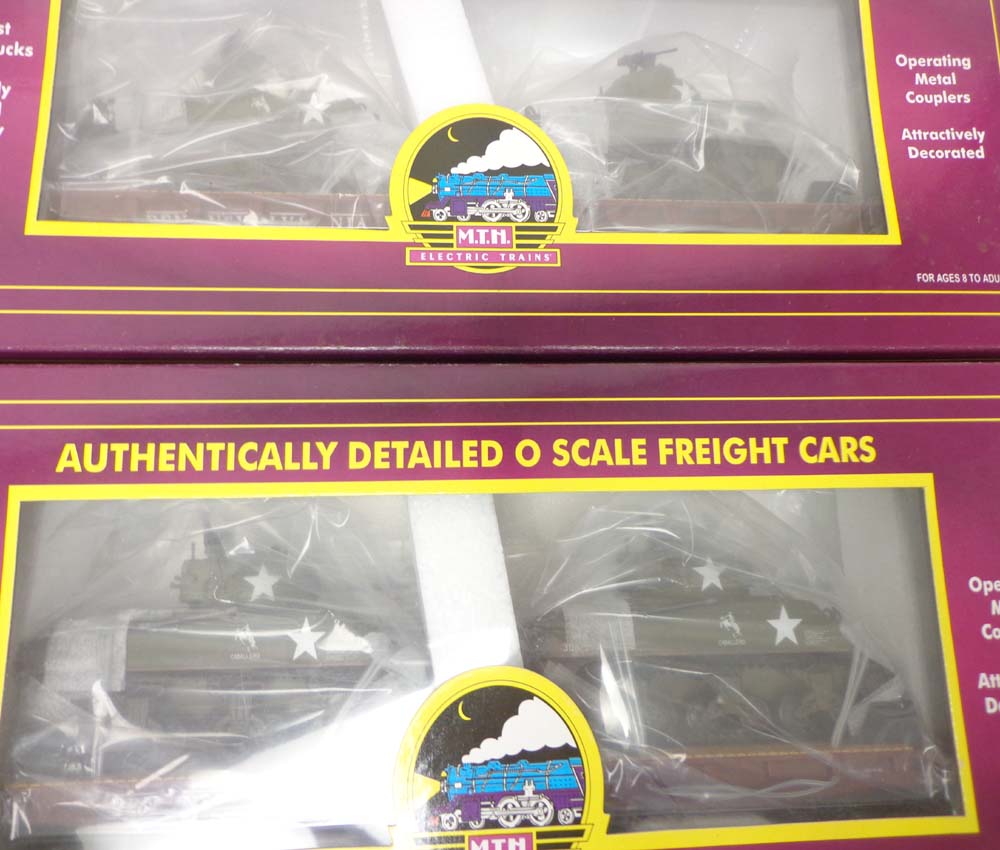 Operating
Metal
Couplers
Attractively
Decorated
M.T.H.
ELECTRIC TRAINS
FOR AGES 8 TO ADU
AUTHENTICALLY DETAILED O SCALE FREIGHT CARS
CABALLERO
308
Ope
Co
Att
De
M.T.H.